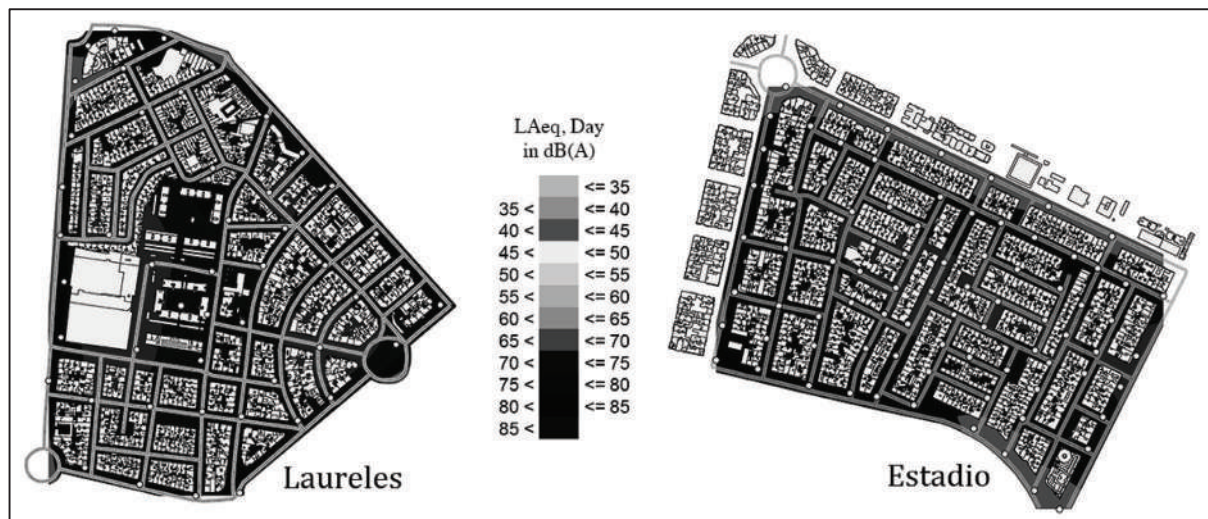 LAeq, Day
in dB(A)
<= 35
35 < <= 40
40 < <= 45
45 < <= 50
50 < <= 55
55 < <= 60
60 < <= 65
65 < <= 70
70 < <= 75
75 < <= 80
80 < <= 85
85 <
Laureles
Estadio